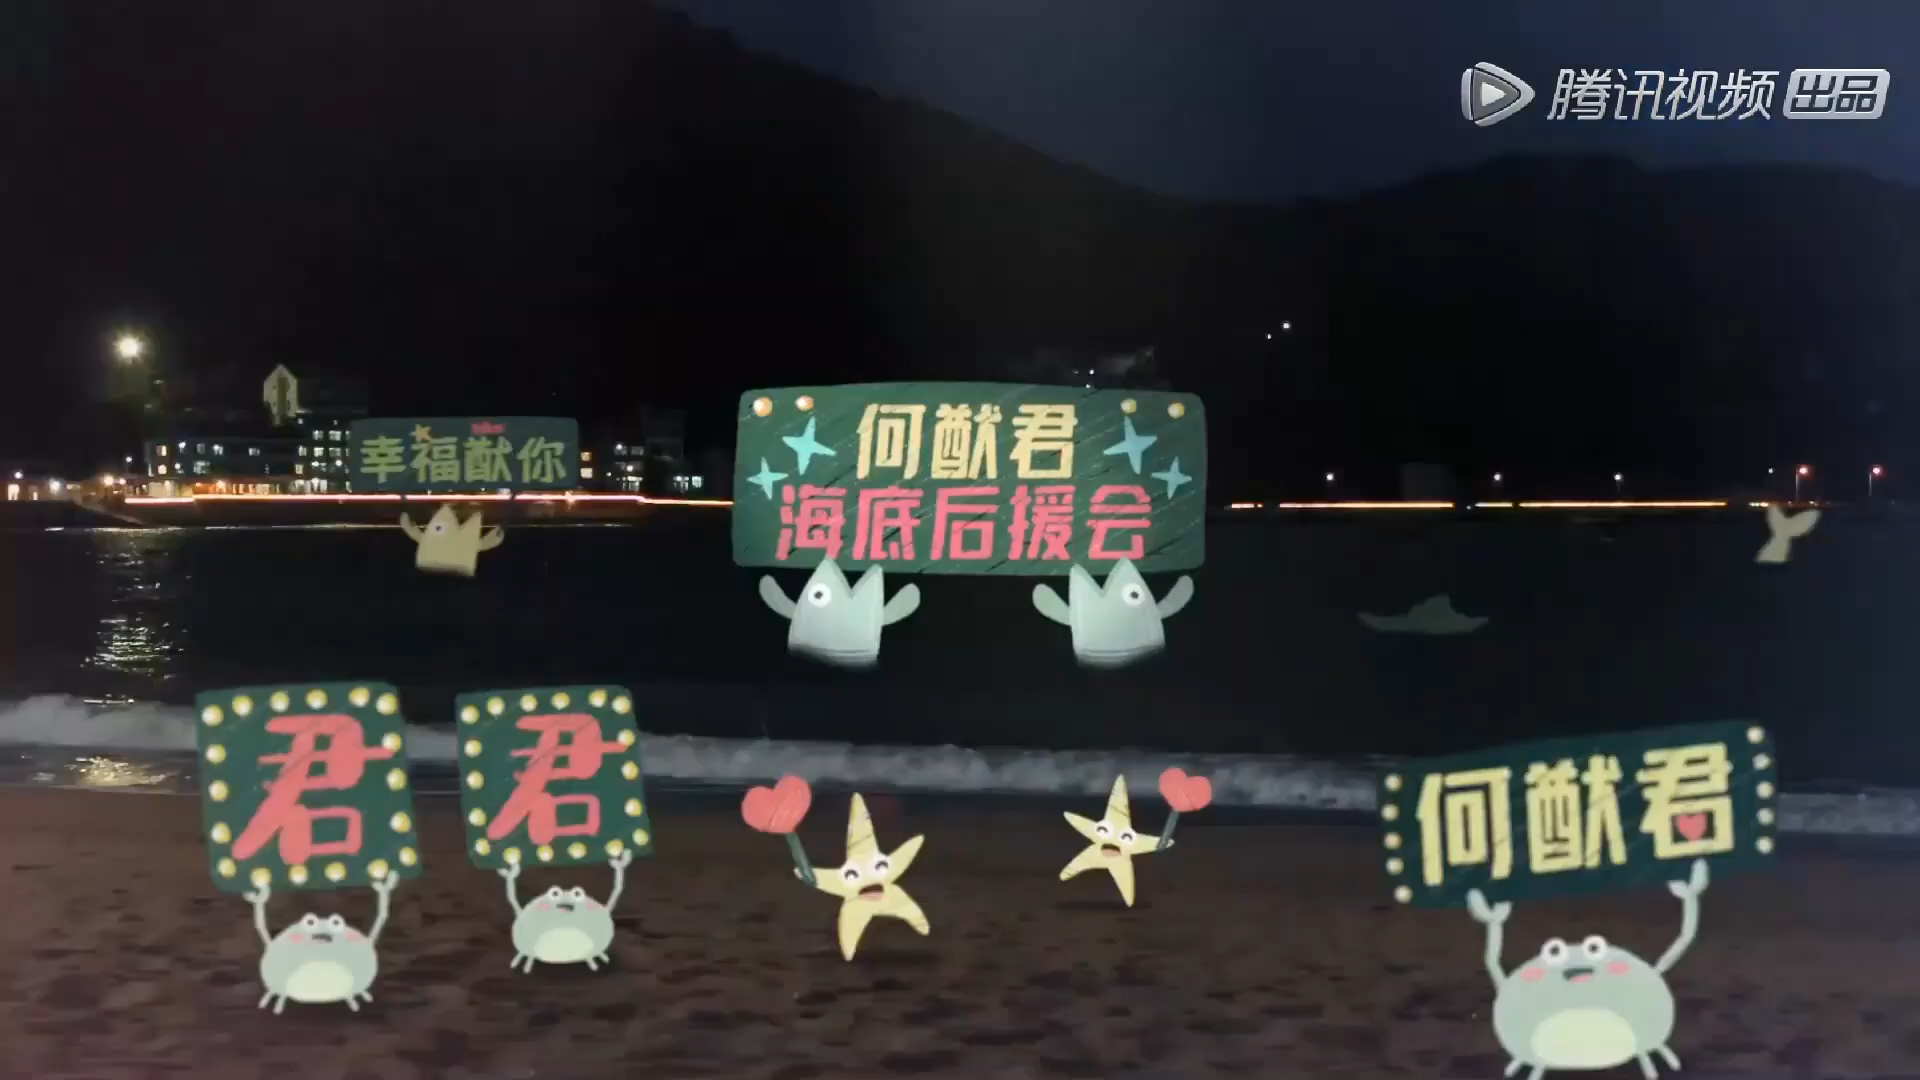 腾讯视频 出品
何猷君
海底后援会
幸福猷你
君
君
何猷君